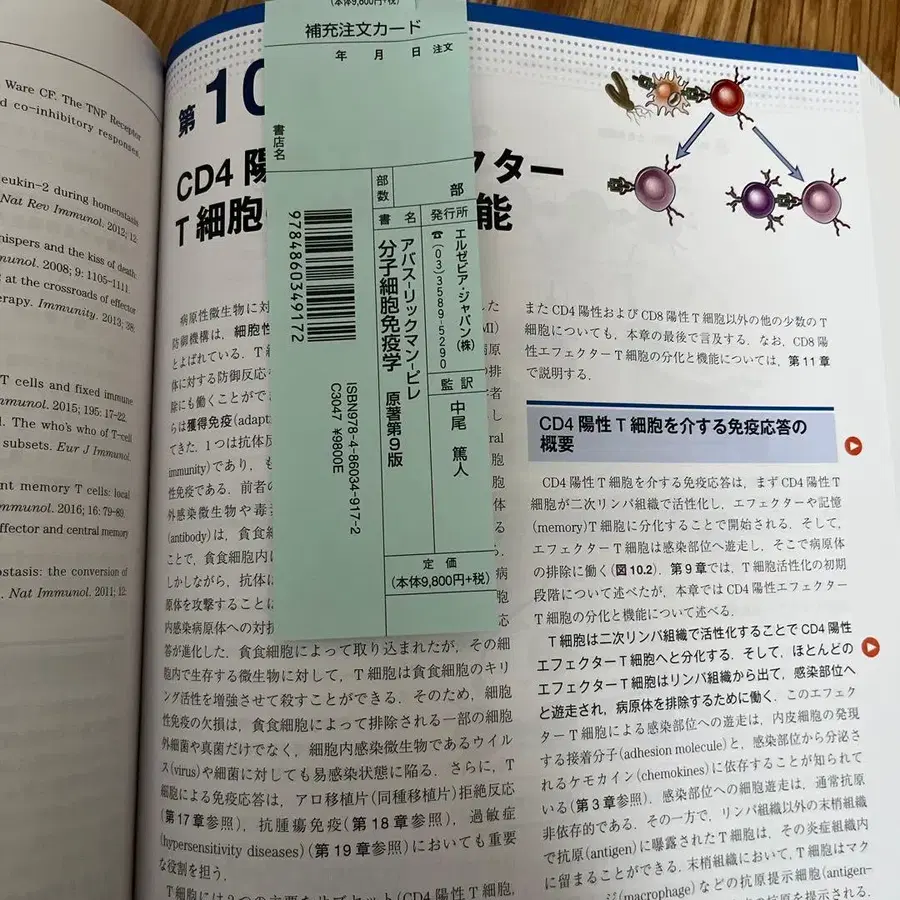 Ware CF. The TNF Receptor
d co-inhibitory responses.
eukin-2 during homeostasis
Nat Rev Immunol. 2012; 12
hispers and the kiss of death:
munol. 2008; 9: 1105–1111.
at the crossroads of effector
erapy. Immunity. 2013; 38:
T cells and fixed immune
mmunol. 2015; 195: 17–22.
d. The who's who of T-cell
subsets. Eur J Immunol.
nt memory T cells: local
mmunol. 2016; 16: 79–89.
effector and central memory
ostasis: the conversion of
. Nat Immunol. 2011; 12:
(本体9,800円+税)
補充注文カード
年 月 日 注文
書店名
部数
部
書名
アバス-リックマン-ピレ
分子細胞免疫学 原著第9版
発行所
エルゼビア・ジャパン(株)
☎(03)3589-5290
監訳
中尾 篤人
定価
(本体9,800円+税)
9784860349172
ISBN978-4-86034-917-2
C3047 ¥9800E
第10
CD4 陽
クター
T 細胞
能
病原性微生物に対
防御機構は,細胞性
とよばれている.T 細
体に対する防御反応
除にも働くことができ
らは獲得免疫(adapt
てきた.1つは抗体反
immunity)であり,も
性免疫である.前者の
外感染微生物や毒素
(antibody)は,貪食
ことで,貪食細胞内に
しかしながら,抗体に
原体を攻撃することに
内感染病原体への対抗
答が進化した.貪食細胞によって取り込まれたが,その細
胞内で生存する微生物に対して,T細胞は貪食細胞のキリ
ング活性を増強させて殺すことができる.そのため,細胞
性免疫の欠損は,貪食細胞によって排除される一部の細胞
外細菌や真菌だけでなく,細胞内感染微生物であるウイル
ス(virus)や細菌に対しても易感染状態に陥る.さらに,T
細胞による免疫応答は,アロ移植片(同種移植片)拒絶反応
(第17章参照),抗腫瘍免疫(第18章参照),過敏症
(hypersensitivity diseases)(第19章参照)においても重要
な役割を担う.
T細胞には2つの主要なサブセット(CD4陽性T細胞,
また CD4 陽性および CD8 陽性 T 細胞以外の他の少数の T
細胞についても,本章の最後で言及する.なお,CD8 陽
性エフェクター T 細胞の分化と機能については,第 11 章
で説明する.
CD4 陽性 T 細胞を介する免疫応答の
概要
CD4 陽性 T 細胞を介する免疫応答は,まず CD4 陽性 T
細胞が二次リンパ組織で活性化し,エフェクターや記憶
(memory)T 細胞に分化することで開始される.そして,
エフェクター T 細胞は感染部位へ遊走し,そこで病原体
の排除に働く(図10.2).第9章では,T 細胞活性化の初期
段階について述べたが,本章では CD4 陽性エフェクター
T 細胞の分化と機能について述べる.
T 細胞は二次リンパ組織で活性化することで CD4 陽性
エフェクター T 細胞へと分化する.そして,ほとんどの
エフェクター T 細胞はリンパ組織から出て,感染部位へ
と遊走され,病原体を排除するために働く.このエフェク
ター T 細胞による感染部位への遊走は,内皮細胞の発現
する接着分子(adhesion molecule)と,感染部位から分泌さ
れるケモカイン(chemokines)に依存することが知られて
いる(第3章参照).感染部位への細胞遊走は,通常抗原
非依存的である.その一方で,リンパ組織以外の末梢組織
で抗原(antigen)に曝露された T 細胞は,その炎症組織内
に留まることができる.末梢組織において,T 細胞はマク
ージ(macrophage)などの抗原提示細胞(antigen-
の抗原を提示される.